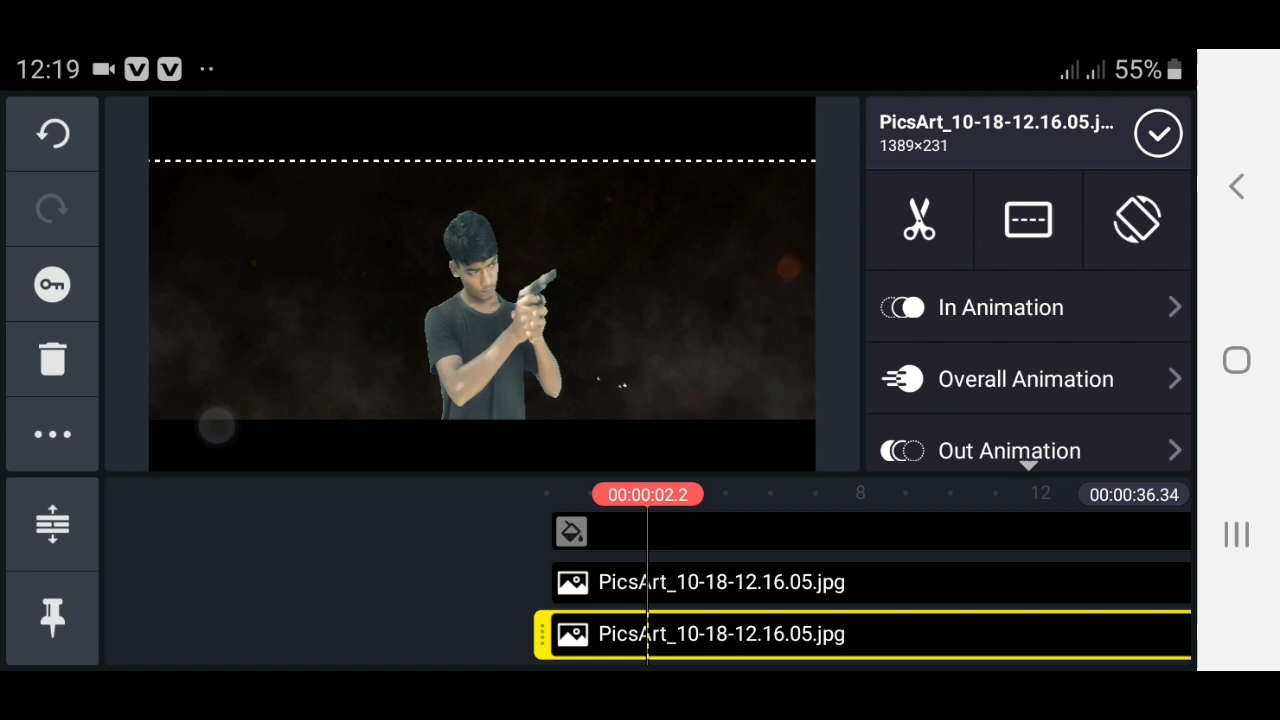 12:19
55%
PicsArt_10-18-12.16.05.j...
1389×231
In Animation
Overall Animation
Out Animation
00:00:02.2
8
12
00:00:36.34
PicsArt_10-18-12.16.05.jpg
PicsArt_10-18-12.16.05.jpg